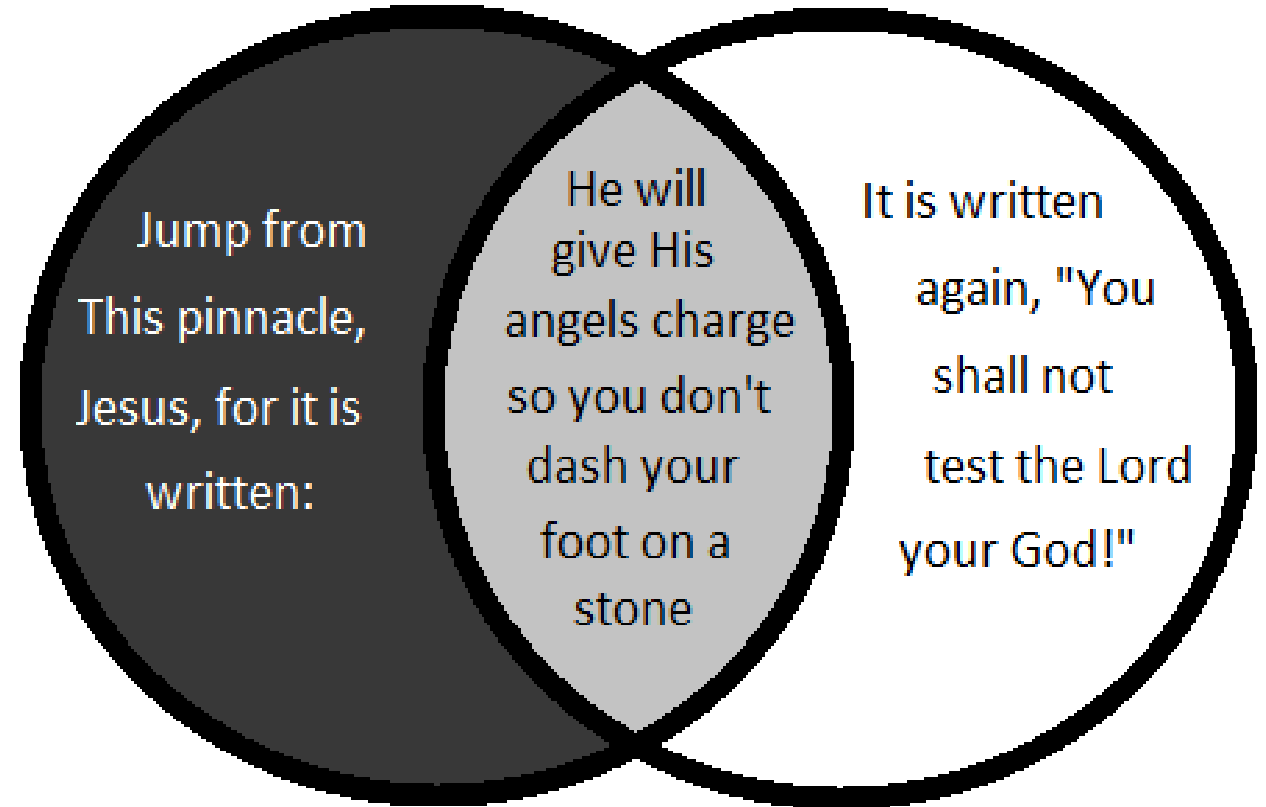 Jump from
This pinnacle,
Jesus, for it is
written:
He will
give His
angels charge
so you don't
dash your
foot on a
stone
It is written
again, "You
shall not
test the Lord
your God!"